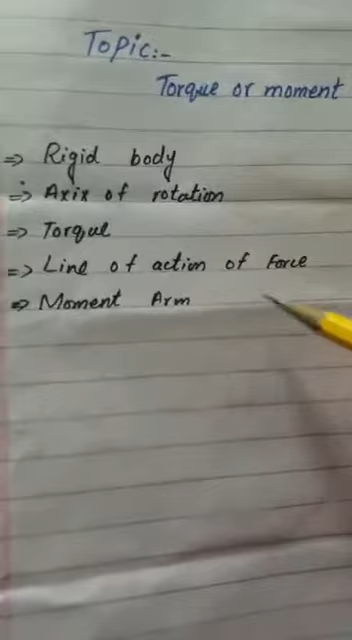 Topic:-
Torque or moment
⇒ Rigid body
⇒ Axix of rotation
⇒ Torque
⇒ Line of action of Force
⇒ Moment Arm